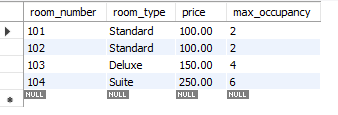 room_number room_type price max_occupancy
101 Standard 100.00 2
102 Standard 100.00 2
103 Deluxe 150.00 4
104 Suite 250.00 6
NULL NULL NULL NULL